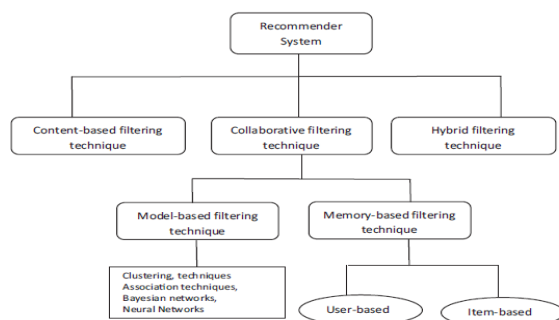 Recommender
System
Content-based filtering
technique
Collaborative filtering
technique
Hybrid filtering
technique
Model-based filtering
technique
Memory-based filtering
technique
Clustering, techniques
Association techniques,
Bayesian networks,
Neural Networks
User-based
Item-based